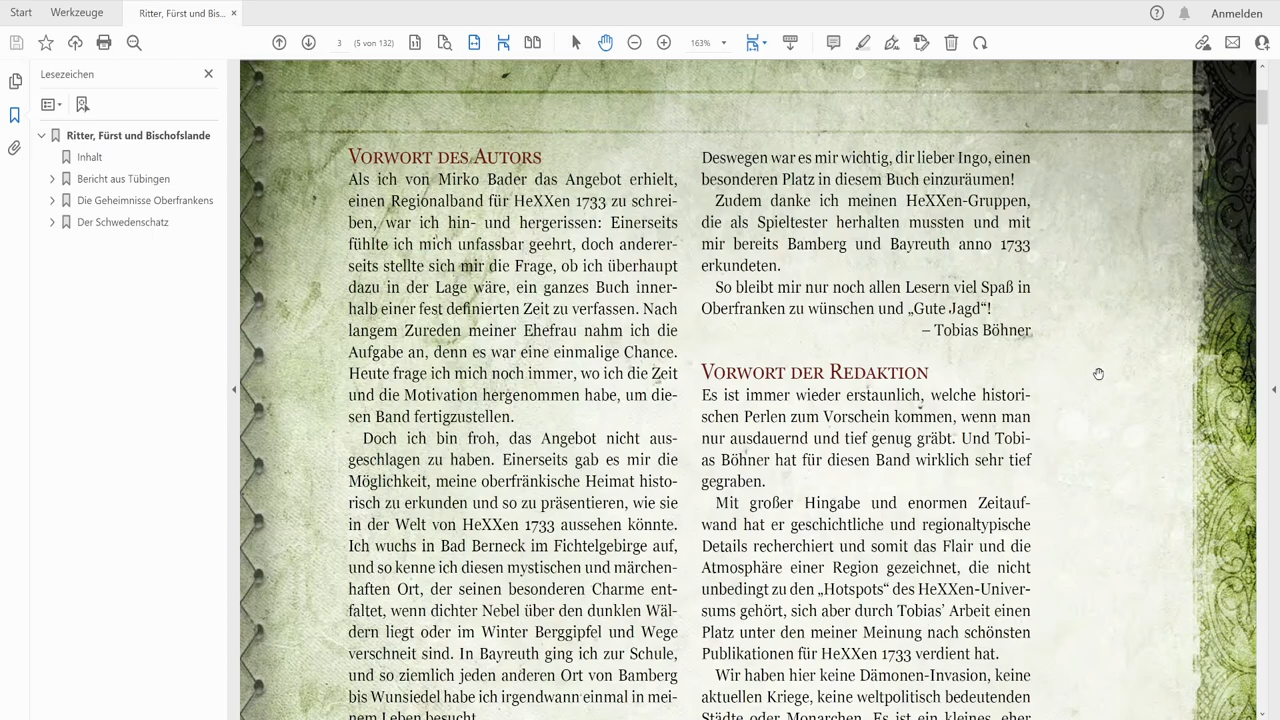 Start
Werkzeuge
Ritter, Fürst und Bis...
Anmelden
3
(5 von 132)
163%
Lesezeichen
Ritter, Fürst und Bischofslande
Inhalt
Bericht aus Tübingen
Die Geheimnisse Oberfrankens
Der Schwedenschatz
Vorwort des Autors
Als ich von Mirko Bader das Angebot erhielt,
einen Regionalband für HeXXen 1733 zu schrei-
ben, war ich hin- und hergerissen: Einerseits
fühlte ich mich unfassbar geehrt, doch anderer-
seits stellte sich mir die Frage, ob ich überhaupt
dazu in der Lage wäre, ein ganzes Buch inner-
halb einer fest definierten Zeit zu verfassen. Nach
langem Zureden meiner Ehefrau nahm ich die
Aufgabe an, denn es war eine einmalige Chance.
Heute frage ich mich noch immer, wo ich die Zeit
und die Motivation hergenommen habe, um die-
sen Band fertigzustellen.
Doch ich bin froh, das Angebot nicht aus-
geschlagen zu haben. Einerseits gab es mir die
Möglichkeit, meine oberfränkische Heimat histo-
risch zu erkunden und so zu präsentieren, wie sie
in der Welt von HeXXen 1733 aussehen könnte.
Ich wuchs in Bad Berneck im Fichtelgebirge auf,
und so kenne ich diesen mystischen und märchen-
haften Ort, der seinen besonderen Charme ent-
faltet, wenn dichter Nebel über den dunklen Wäl-
dern liegt oder im Winter Berggipfel und Wege
verschneit sind. In Bayreuth ging ich zur Schule,
und so ziemlich jeden anderen Ort von Bamberg
bis Wunsiedel habe ich irgendwann einmal in mei-
nem Leben besucht.
Deswegen war es mir wichtig, dir lieber Ingo, einen
besonderen Platz in diesem Buch einzuräumen!
Zudem danke ich meinen HeXXen-Gruppen,
die als Spieltester herhalten mussten und mit
mir bereits Bamberg und Bayreuth anno 1733
erkundeten.
So bleibt mir nur noch allen Lesern viel Spaß in
Oberfranken zu wünschen und „Gute Jagd“!
– Tobias Böhner
Vorwort der Redaktion
Es ist immer wieder erstaunlich, welche histori-
schen Perlen zum Vorschein kommen, wenn man
nur ausdauernd und tief genug gräbt. Und Tobi-
as Böhner hat für diesen Band wirklich sehr tief
gegraben.
Mit großer Hingabe und enormen Zeitauf-
wand hat er geschichtliche und regionaltypische
Details recherchiert und somit das Flair und die
Atmosphäre einer Region gezeichnet, die nicht
unbedingt zu den „Hotspots“ des HeXXen-Univer-
sums gehört, sich aber durch Tobias’ Arbeit einen
Platz unter den meiner Meinung nach schönsten
Publikationen für HeXXen 1733 verdient hat.
Wir haben hier keine Dämonen-Invasion, keine
aktuellen Kriege, keine weltpolitisch bedeutenden
Städte oder Monarchen. Es ist ein kleines, eher